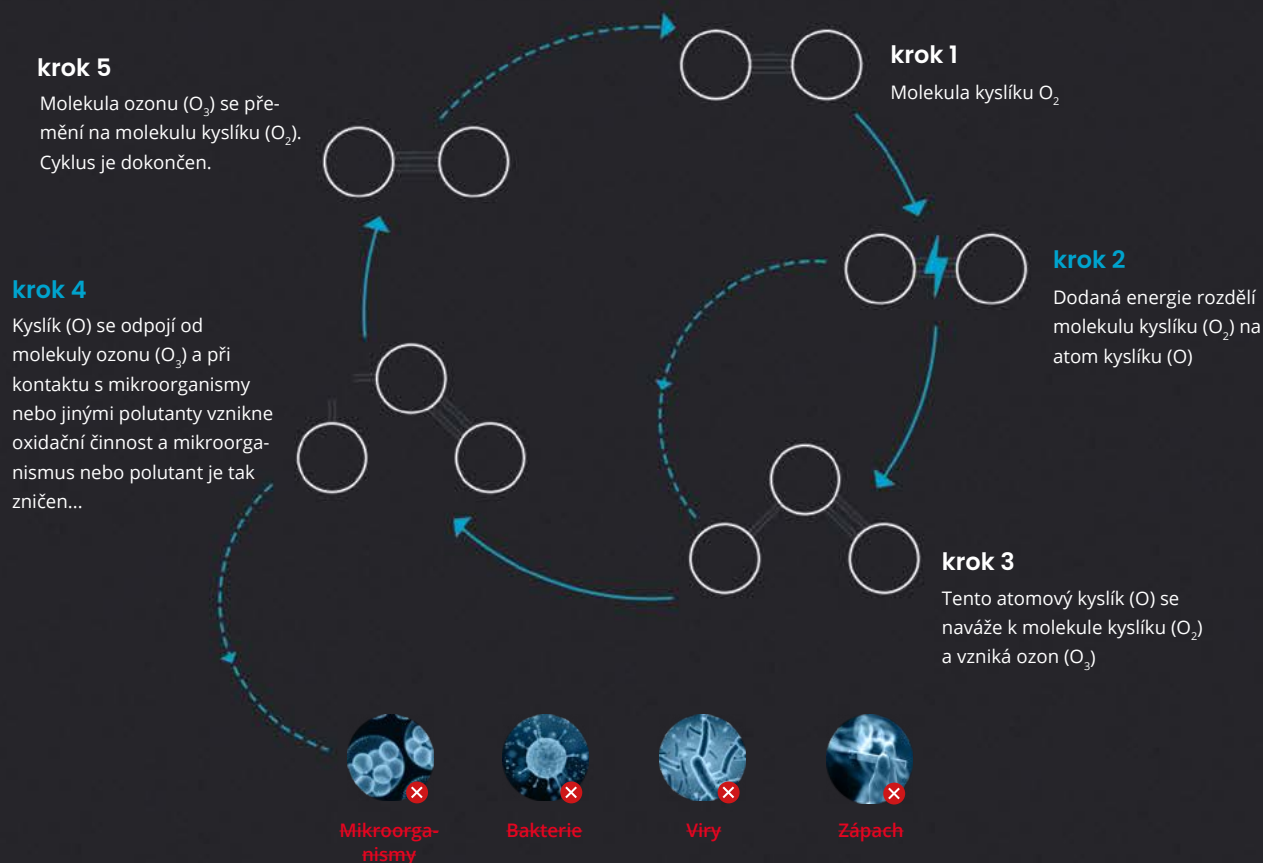 krok 1
Molekula kyslíku O₂
krok 2
Dodaná energie rozdělí
molekulu kyslíku (O₂) na
atom kyslíku (O)
krok 3
Tento atomový kyslík (O) se
naváže k molekule kyslíku (O₂)
a vzniká ozon (O₃)
krok 4
Kyslík (O) se odpojí od
molekuly ozonu (O₃) a při
kontaktu s mikroorganismy
nebo jinými polutanty vznikne
oxidační činnost a mikroorga-
nismus nebo polutant je tak
zničen...
krok 5
Molekula ozonu (O₃) se pře-
mění na molekulu kyslíku (O₂).
Cyklus je dokončen.
Mikroorga-
nismy
Bakterie
Viry
Zápach